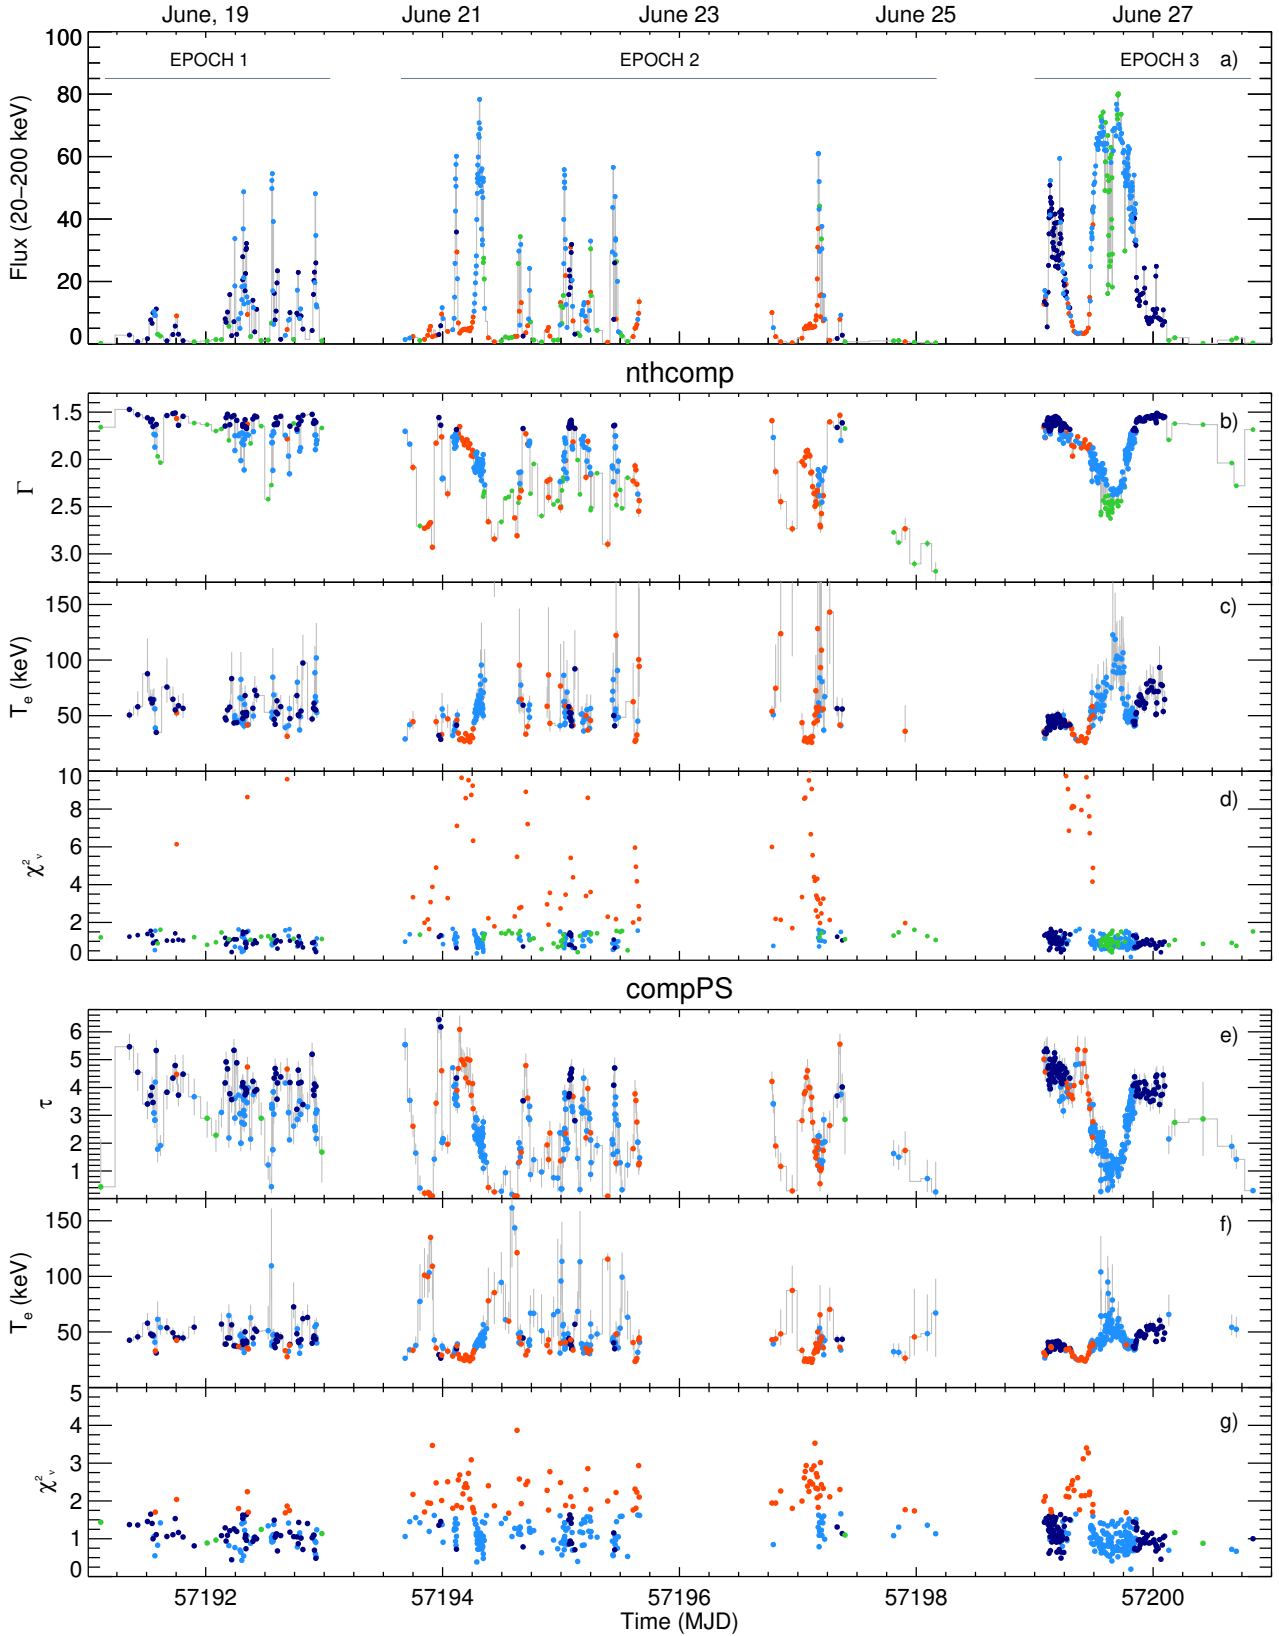 June, 19 June 21 June 23 June 25 June 27
EPOCH 1 EPOCH 2 EPOCH 3 a)
100
80
60
40
20
0
Flux (20−200 keV)
nthcomp
b)
1.5
2.0
2.5
3.0
Γ
c)
150
100
50
T_e (keV)
d)
10
8
6
4
2
0
χ²_ν
compPS
e)
6
5
4
3
2
1
τ
f)
150
100
50
T_e (keV)
g)
5
4
3
2
1
0
χ²_ν
57192 57194 57196 57198 57200
Time (MJD)